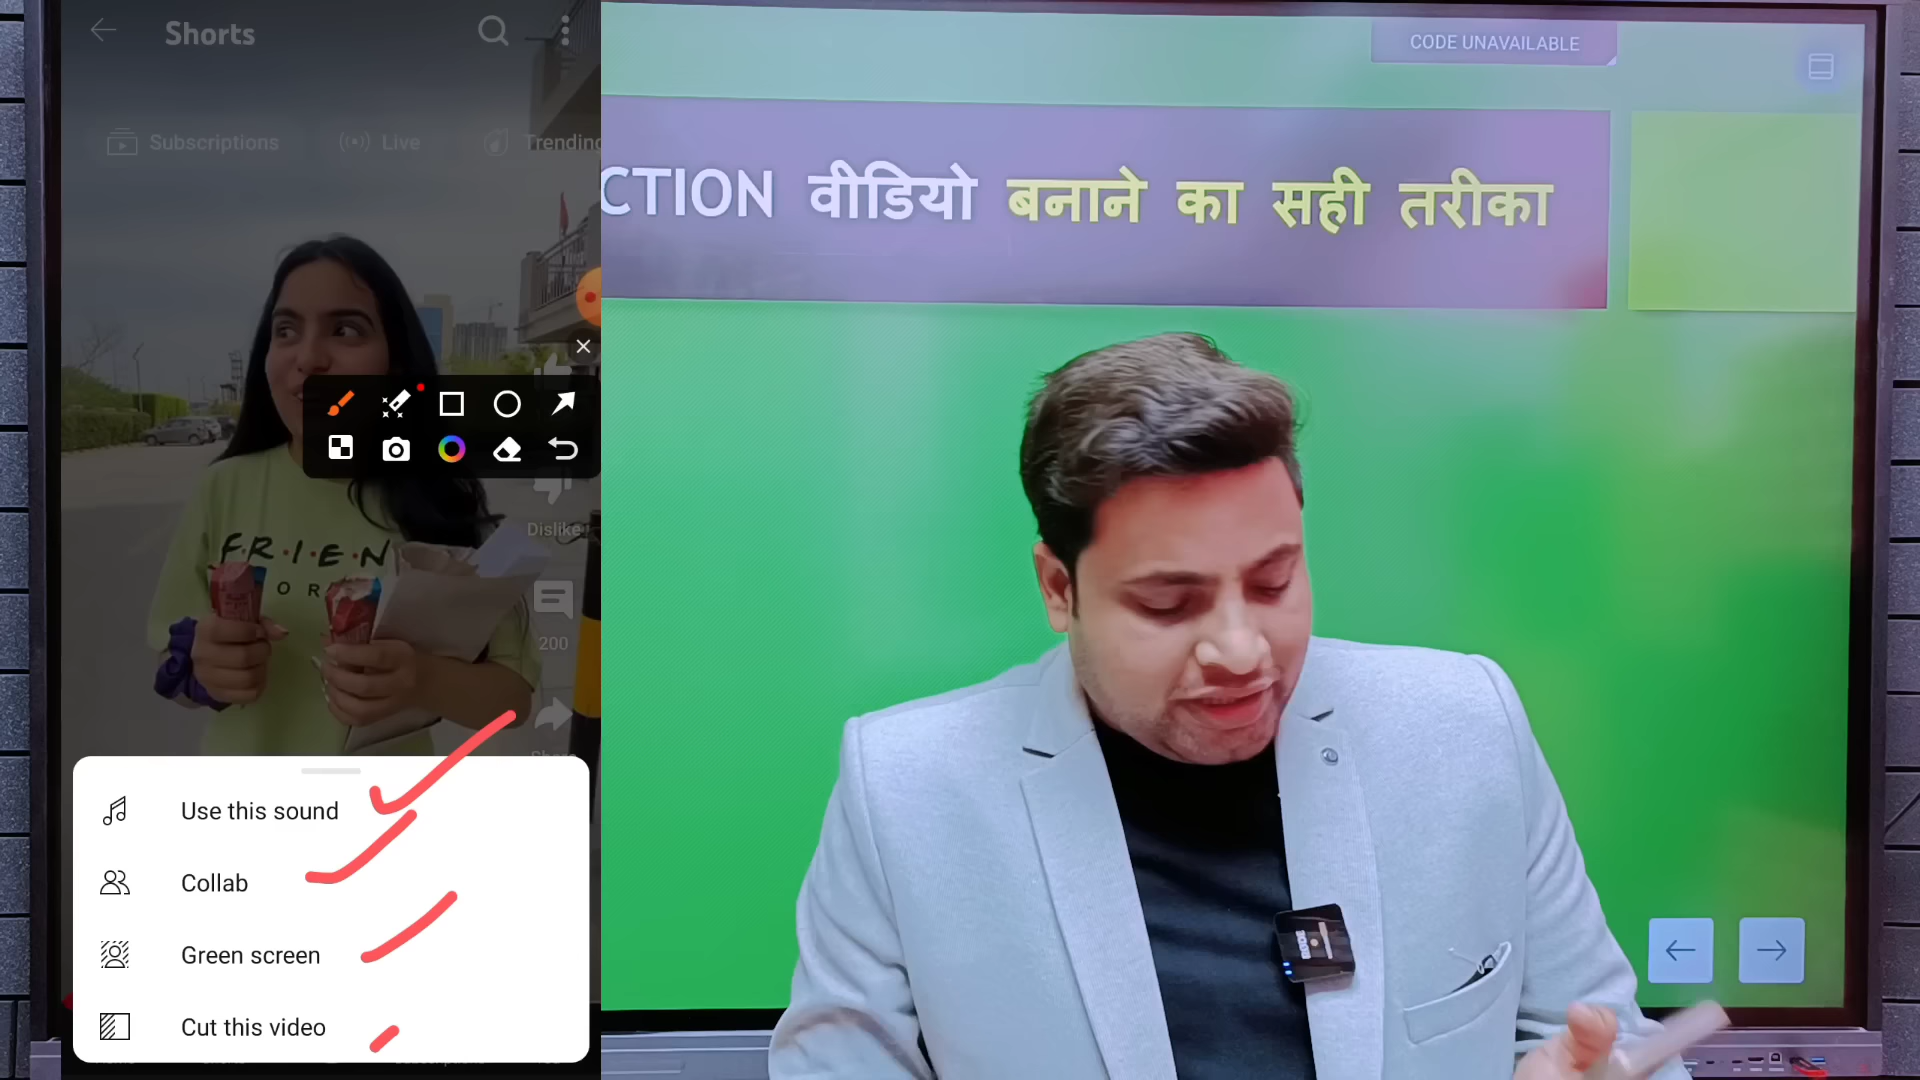 Shorts
Subscriptions
Live
Trending
F·R·I·E·N
O R
Dislike
200
Share
Use this sound
Collab
Green screen
Cut this video
CODE UNAVAILABLE
CTION वीडियो बनाने का सही तरीका